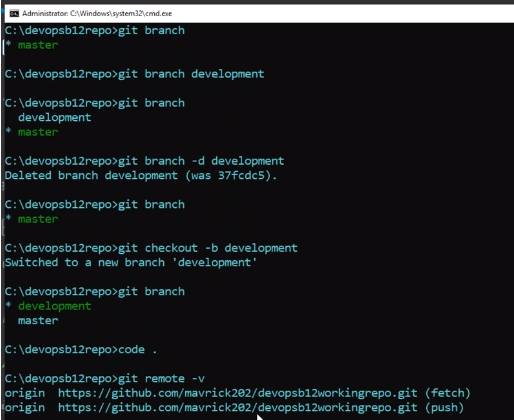 Administrator: C:\Windows\system32\cmd.exe
C:\devopsb12repo>git branch
* master
C:\devopsb12repo>git branch development
C:\devopsb12repo>git branch
development
* master
C:\devopsb12repo>git branch -d development
Deleted branch development (was 37fcdc5).
C:\devopsb12repo>git branch
* master
C:\devopsb12repo>git checkout -b development
Switched to a new branch 'development'
C:\devopsb12repo>git branch
* development
master
C:\devopsb12repo>code .
C:\devopsb12repo>git remote -v
origin  https://github.com/mavrick202/devopsb12workingrepo.git (fetch)
origin  https://github.com/mavrick202/devopsb12workingrepo.git (push)